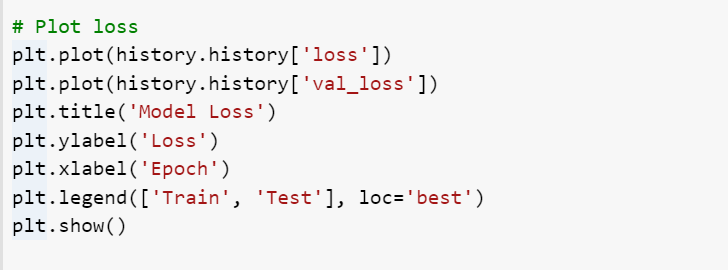 # Plot loss
plt.plot(history.history['loss'])
plt.plot(history.history['val_loss'])
plt.title('Model Loss')
plt.ylabel('Loss')
plt.xlabel('Epoch')
plt.legend(['Train', 'Test'], loc='best')
plt.show()